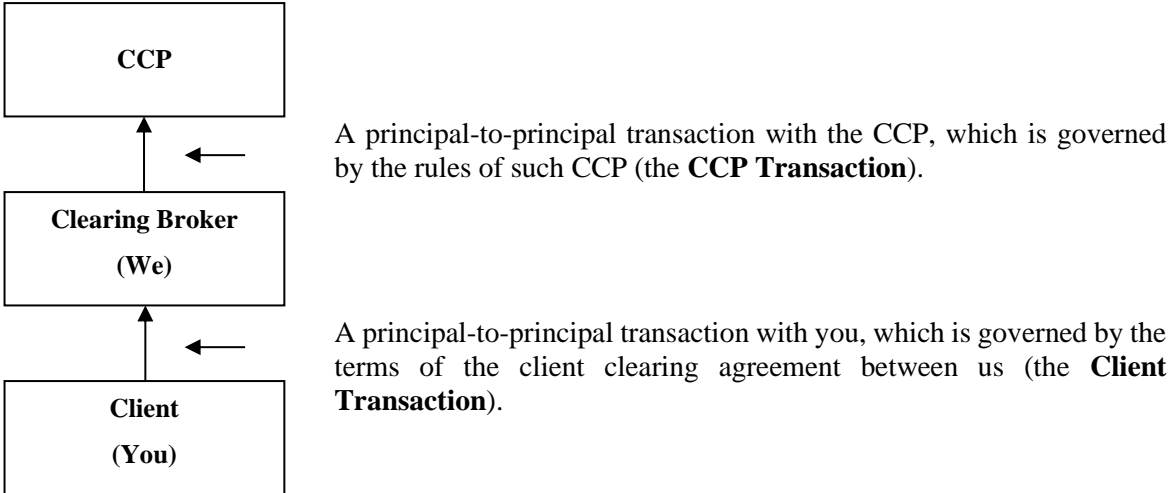 CCP
A principal-to-principal transaction with the CCP, which is governed
by the rules of such CCP (the CCP Transaction).
Clearing Broker
(We)
A principal-to-principal transaction with you, which is governed by the
terms of the client clearing agreement between us (the Client
Transaction).
Client
(You)